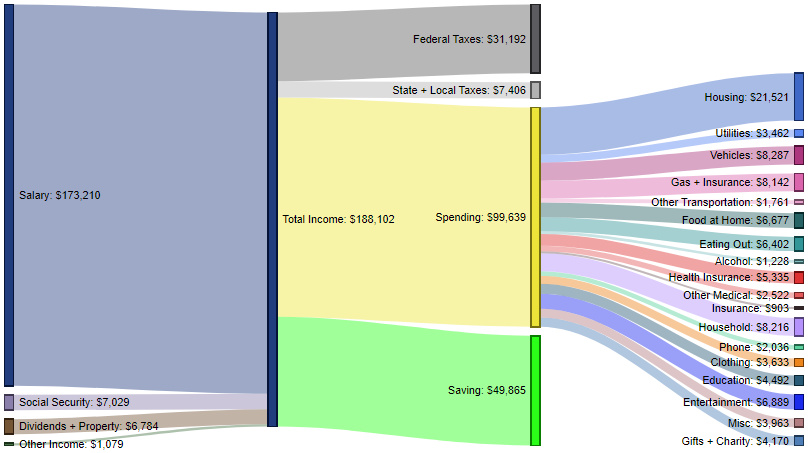 Salary: $173,210
Social Security: $7,029
Dividends + Property: $6,784
Other Income: $1,079
Total Income: $188,102
Federal Taxes: $31,192
State + Local Taxes: $7,406
Spending: $99,639
Saving: $49,865
Housing: $21,521
Utilities: $3,462
Vehicles: $8,287
Gas + Insurance: $8,142
Other Transportation: $1,761
Food at Home: $6,677
Eating Out: $6,402
Alcohol: $1,228
Health Insurance: $5,335
Other Medical: $2,522
Insurance: $903
Household: $8,216
Phone: $2,036
Clothing: $3,633
Education: $4,492
Entertainment: $6,889
Misc: $3,963
Gifts + Charity: $4,170